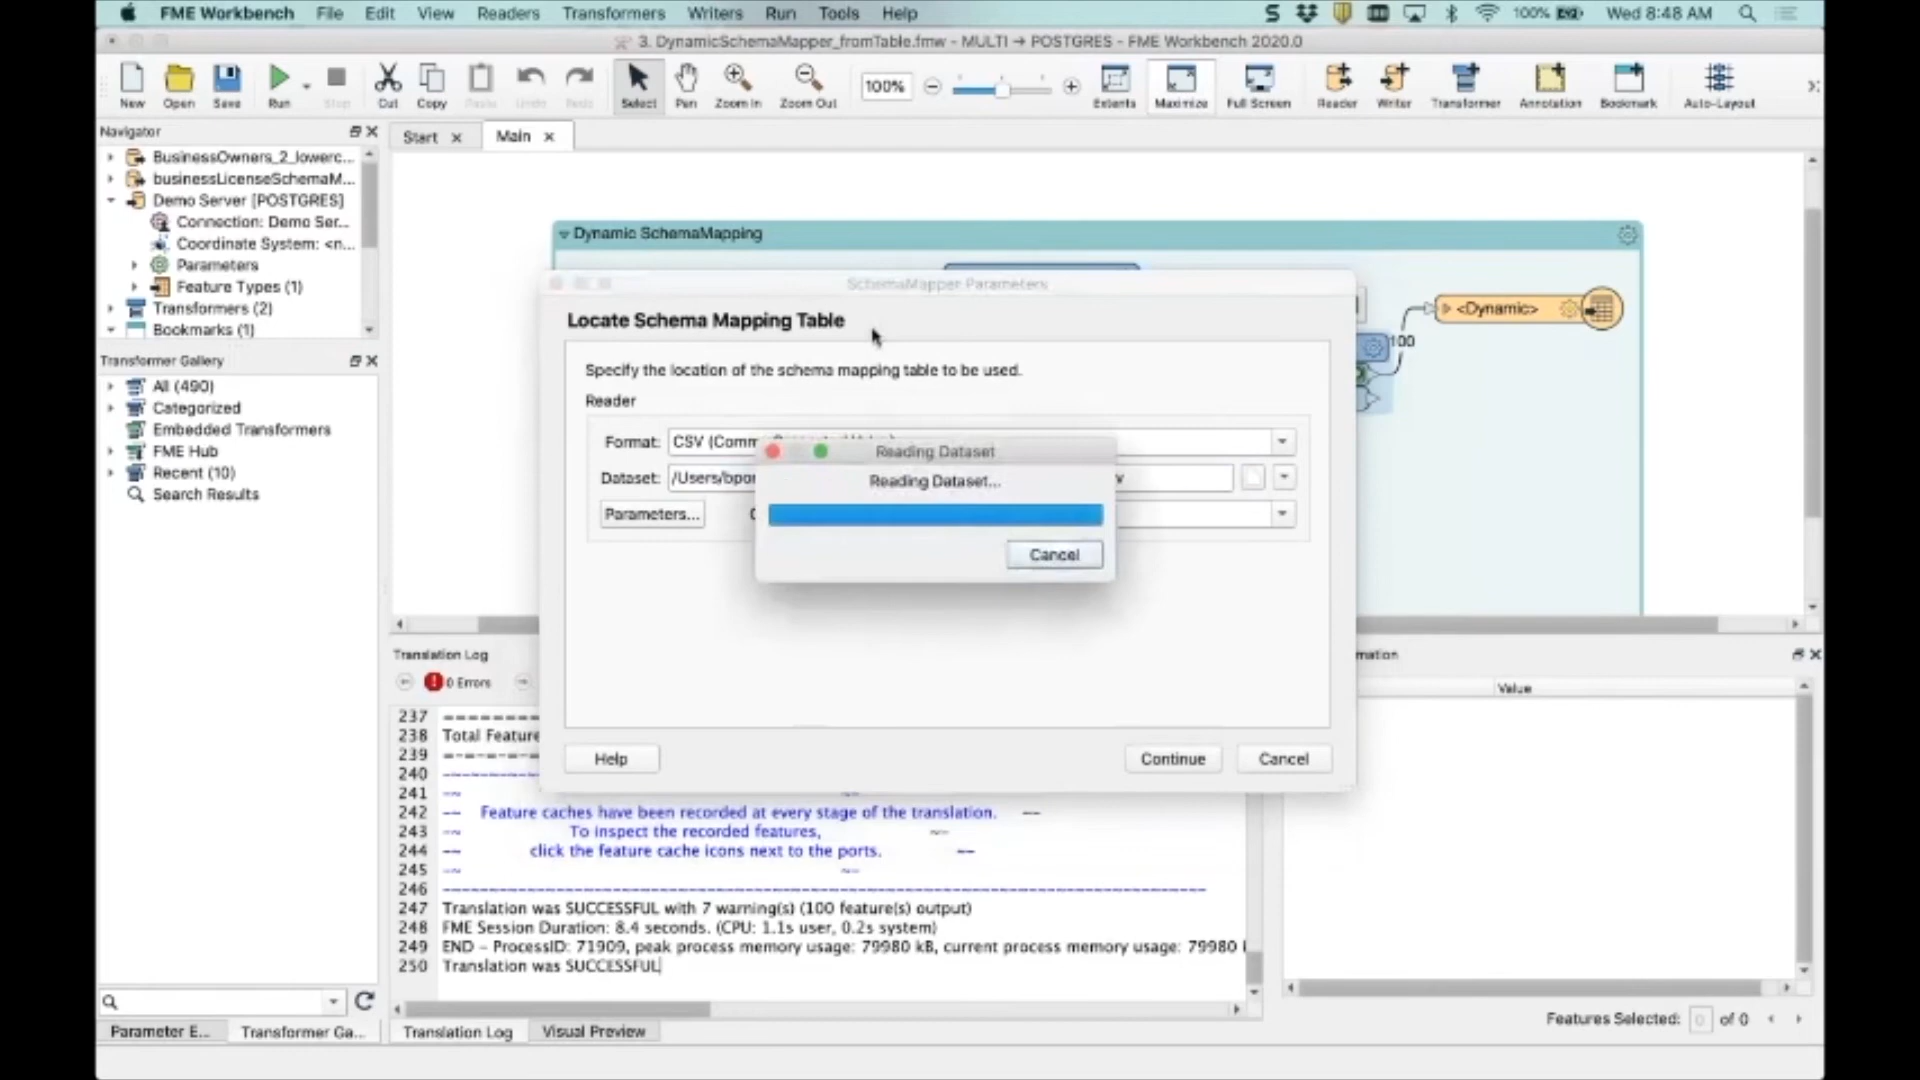 FME Workbench File Edit View Readers Transformers Writers Run Tools Help 100% Wed 8:48 AM
3. DynamicSchemaMapper_fromTable.fmw - MULTI → POSTGRES - FME Workbench 2020.0
New Open Save Run Stop Cut Copy Paste Undo Redo Select Pan Zoom In Zoom Out 100% Extents Maximize Full Screen Reader Writer Transformer Annotation Bookmark Auto-Layout
Navigator
Start Main
BusinessOwners_2_lowerc...
businessLicenseSchemaM...
Demo Server [POSTGRES]
Connection: Demo Ser...
Coordinate System: <n...
Parameters
Feature Types (1)
Transformers (2)
Bookmarks (1)
Transformer Gallery
All (490)
Categorized
Embedded Transformers
FME Hub
Recent (10)
Search Results
Parameter E... Transformer Ga...
Dynamic SchemaMapping
<Dynamic>
100
SchemaMapper Parameters
Locate Schema Mapping Table
Specify the location of the schema mapping table to be used.
Reader
Format: CSV (Comm
Dataset: /Users/bpor
v
Parameters... C
Reading Dataset
Reading Dataset...
Cancel
Help Continue Cancel
Translation Log
0 Errors
237 ==========
238 Total Feature
239 ==========
240
241 -~ ~-
242 -- Feature caches have been recorded at every stage of the translation. --
243 -~ To inspect the recorded features, ~-
244 -- click the feature cache icons next to the ports. --
245 -~ ~-
246
247 Translation was SUCCESSFUL with 7 warning(s) (100 feature(s) output)
248 FME Session Duration: 8.4 seconds. (CPU: 1.1s user, 0.2s system)
249 END - ProcessID: 71909, peak process memory usage: 79980 kB, current process memory usage: 79980
250 Translation was SUCCESSFUL
Translation Log Visual Preview
mation
Value
Features Selected: 0 of 0